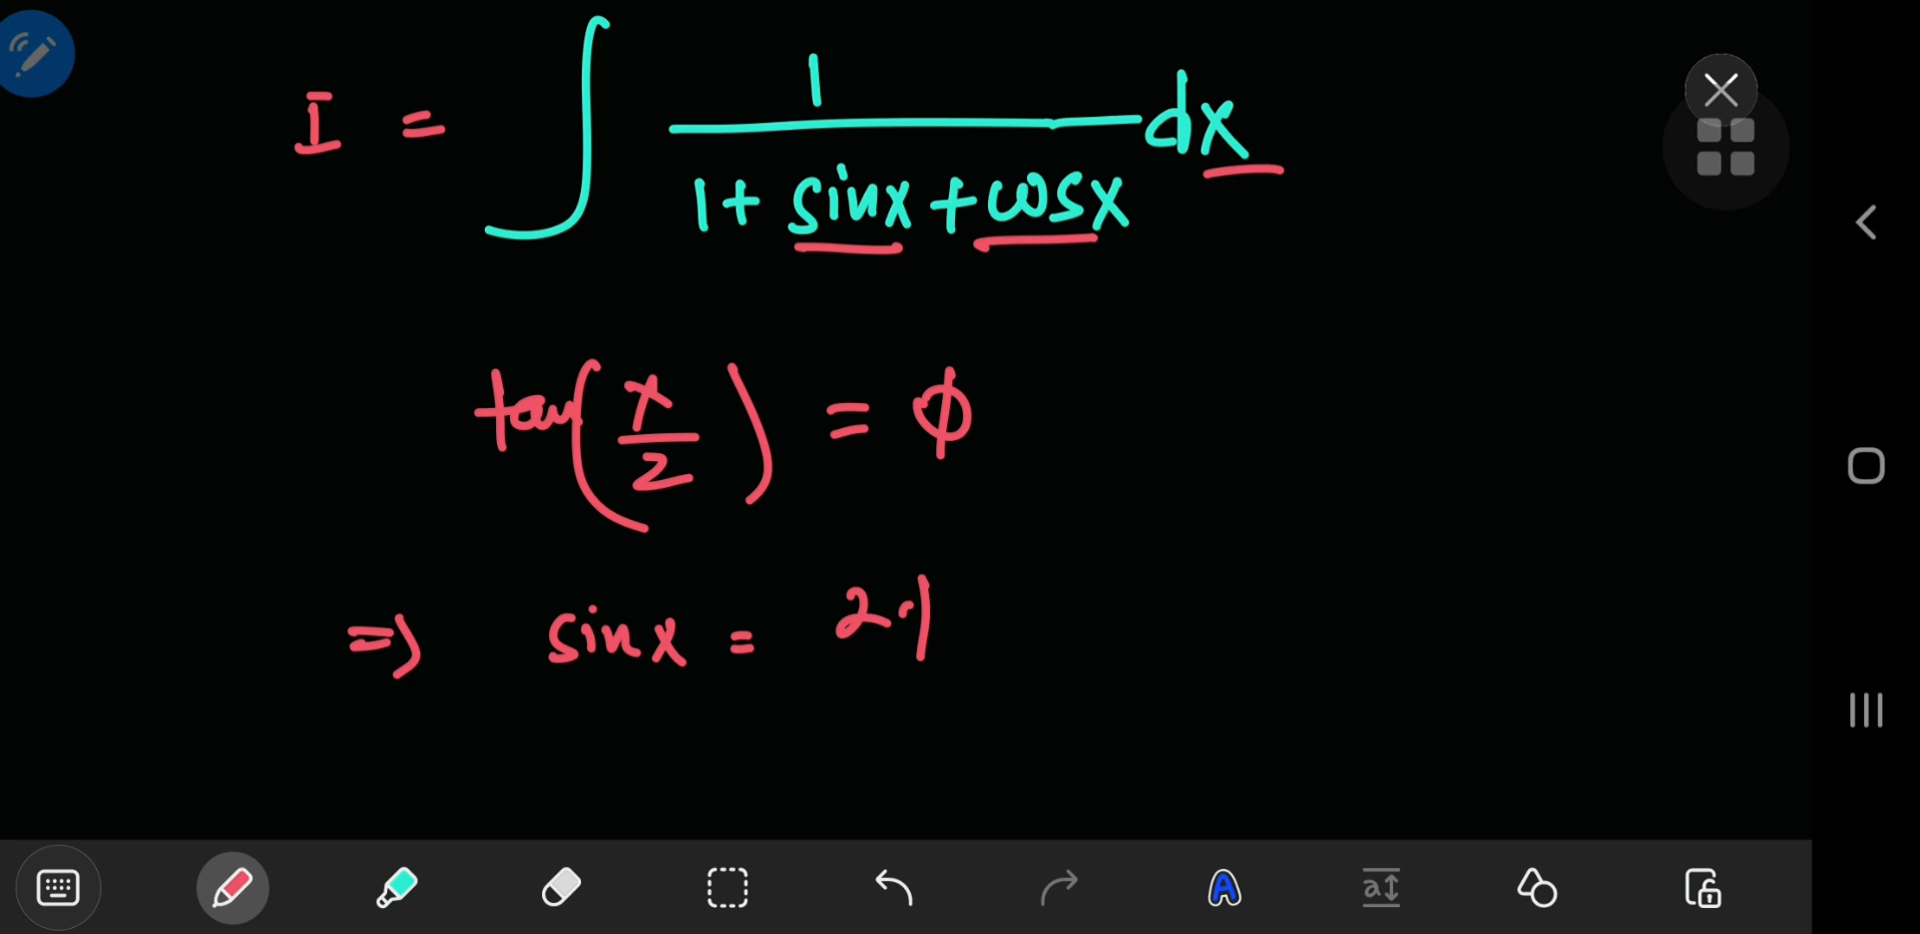 I = ∫ 1/(1 + sinx + cosx) dx
tan(x/2) = ϕ
⇒ sinx = 2·
A a